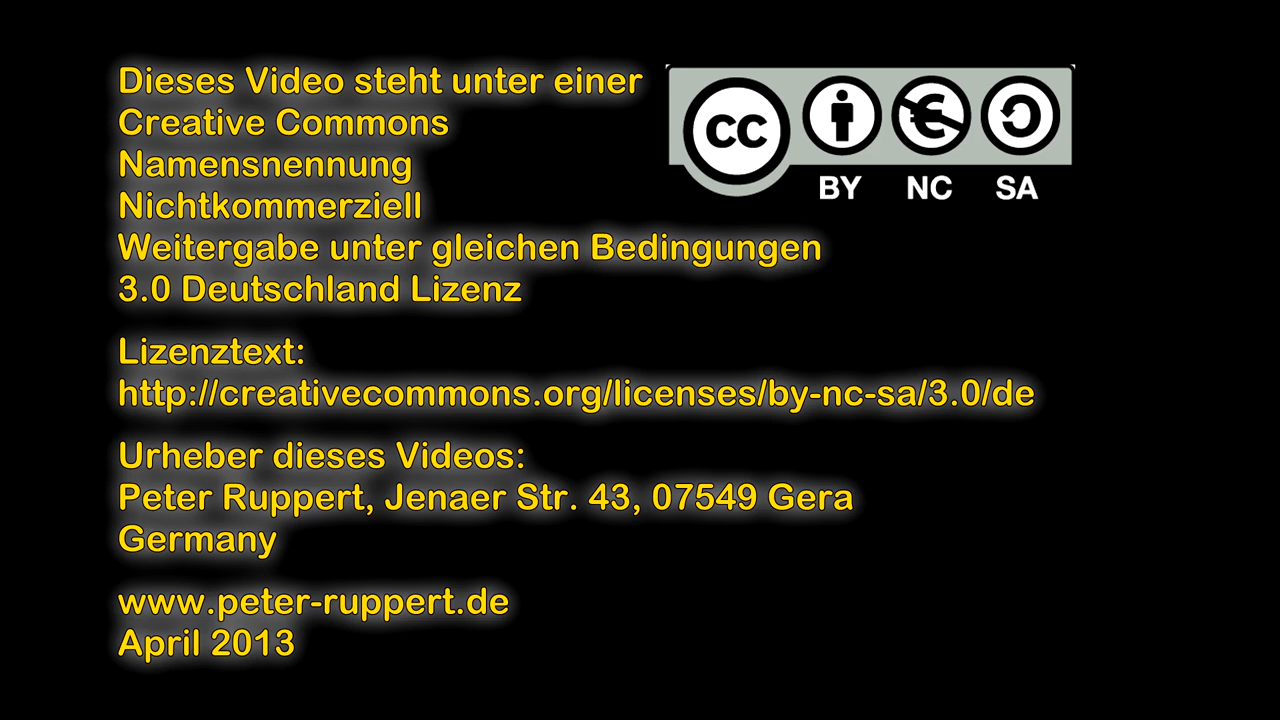 Dieses Video steht unter einer
Creative Commons
Namensnennung
Nichtkommerziell
Weitergabe unter gleichen Bedingungen
3.0 Deutschland Lizenz
cc
BY NC SA
Lizenztext:
http://creativecommons.org/licenses/by-nc-sa/3.0/de
Urheber dieses Videos:
Peter Ruppert, Jenaer Str. 43, 07549 Gera
Germany
www.peter-ruppert.de
April 2013